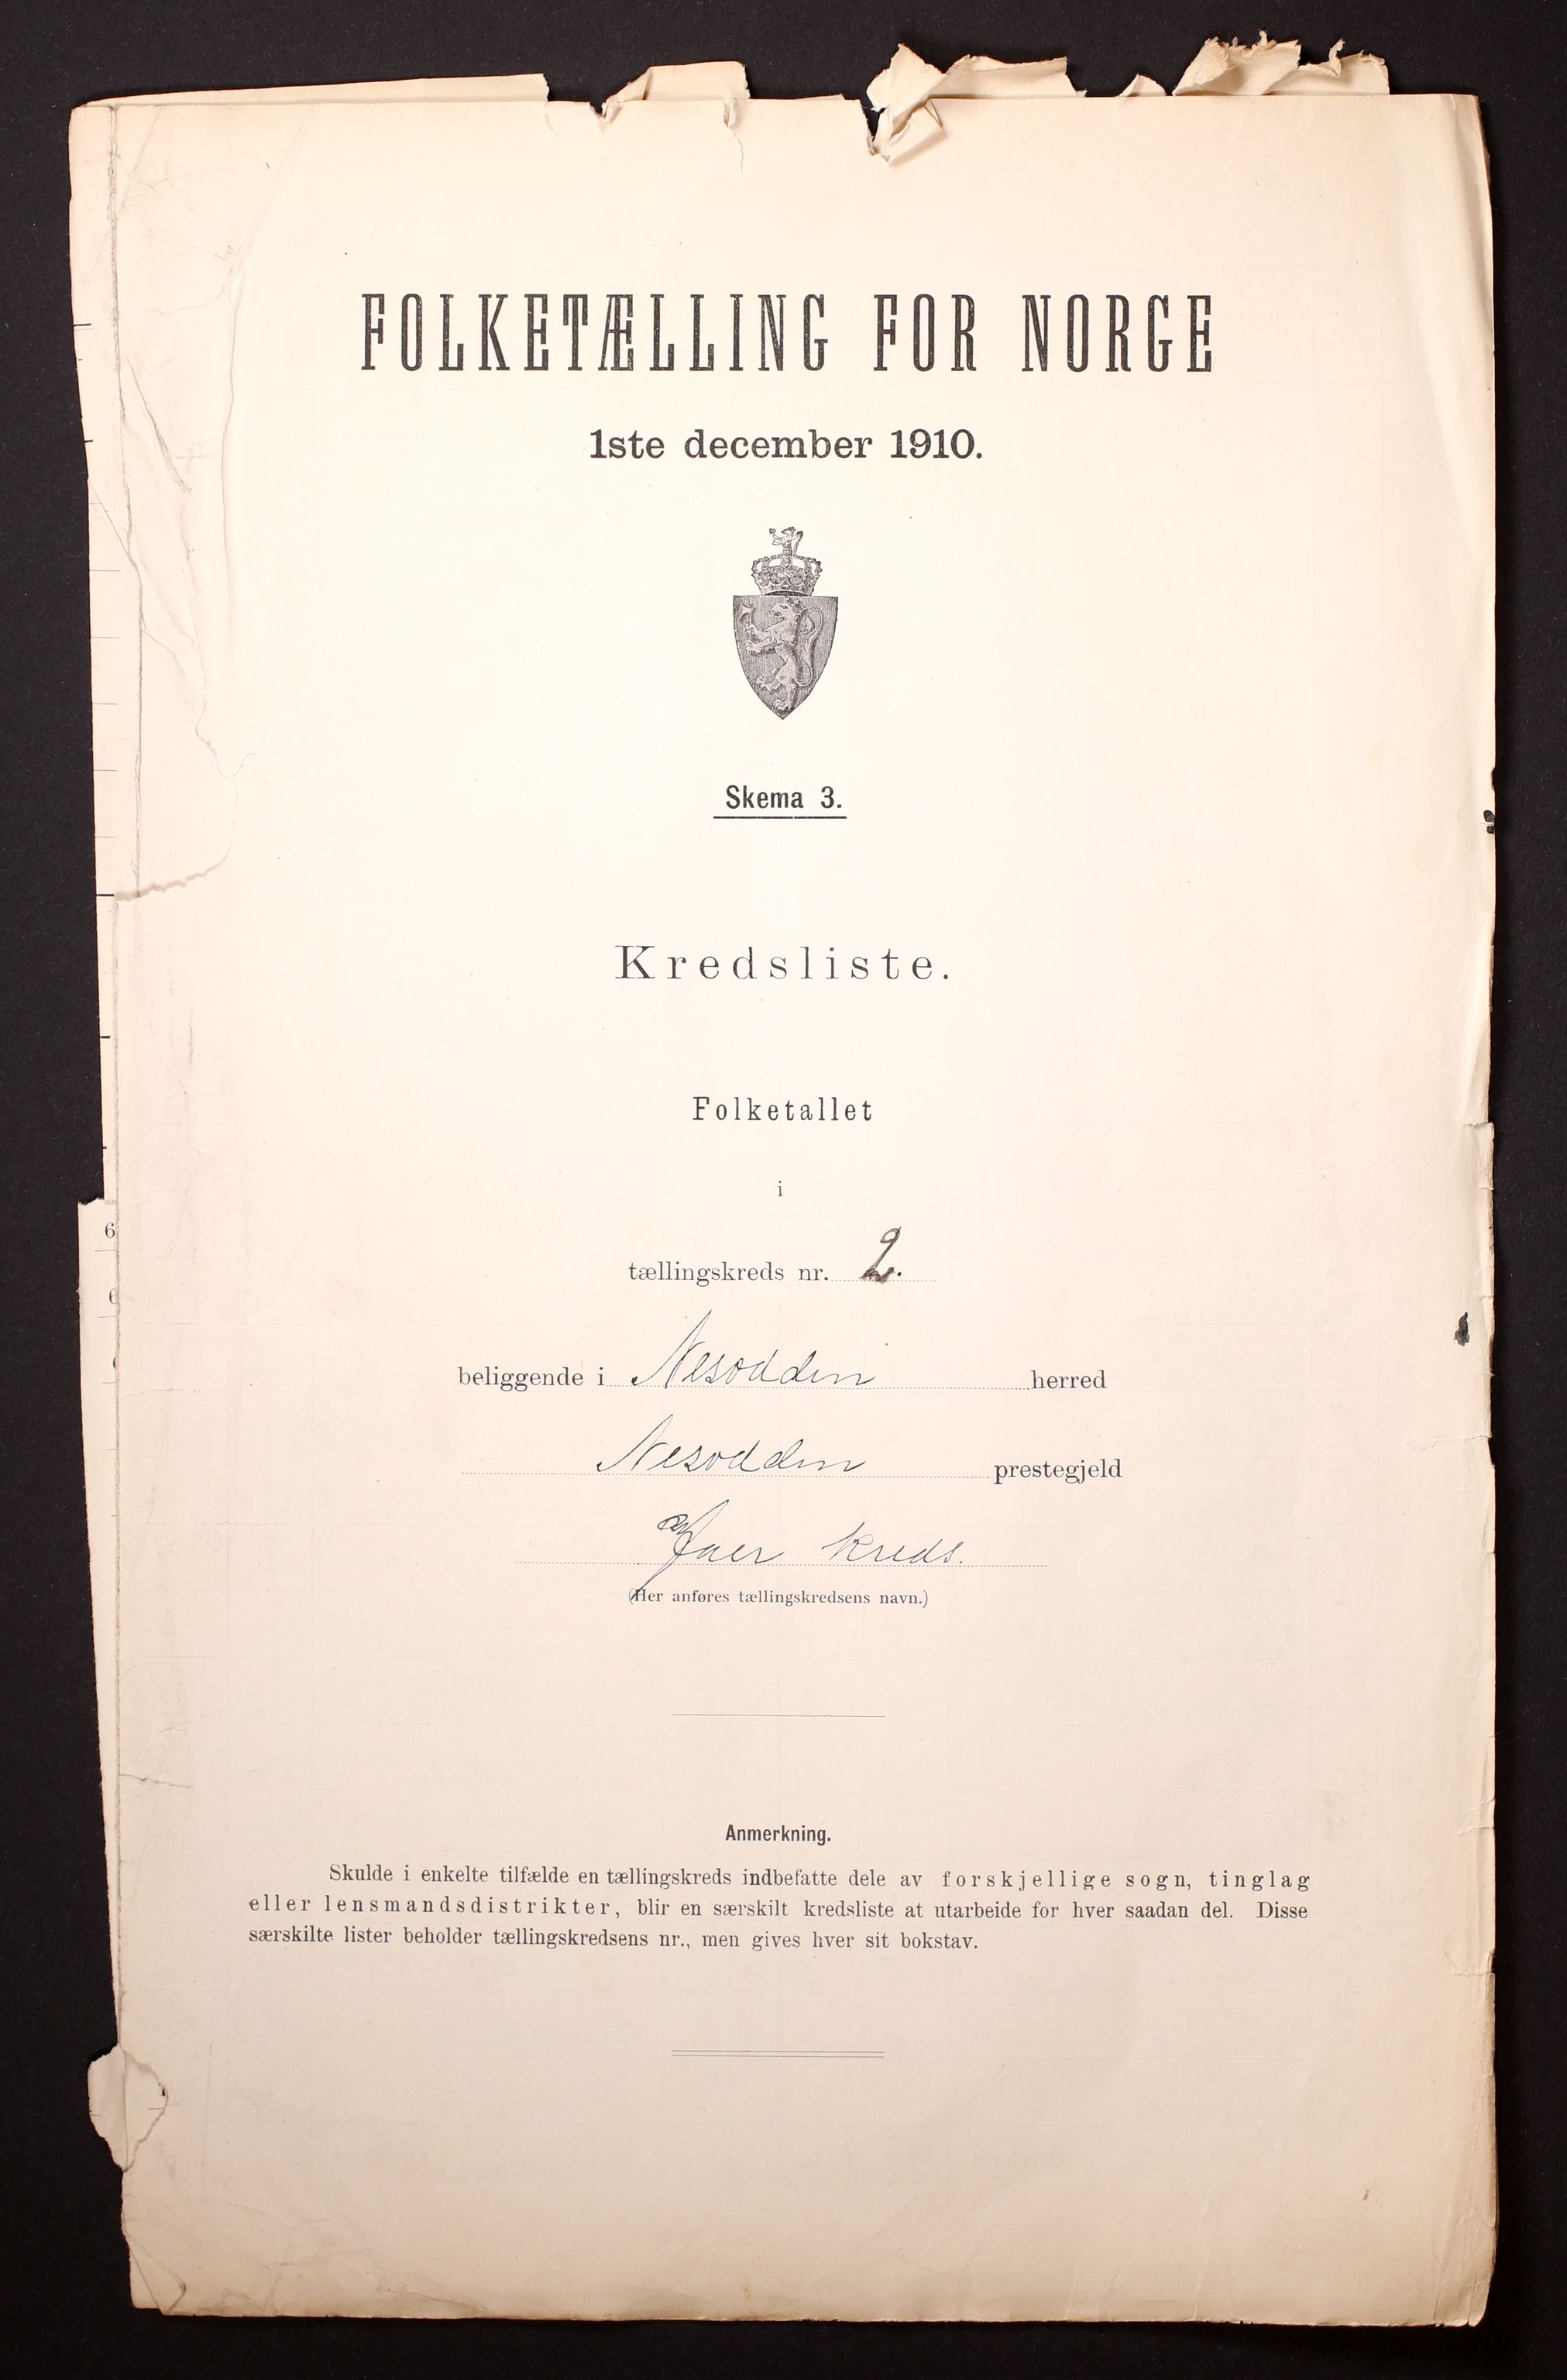 FOLKETÆLLING FOR NORGE
1ste december 1910.
Skema 3.
Kredsliste.
Folketallet
i
tællingskreds nr. 2.
beliggende i Nesodden herred
Nesodden prestegjeld
Jaer Kreds.
(Her anføres tællingskredsens navn.)
Anmerkning.
Skulde i enkelte tilfælde en tællingskreds indbefatte dele av forskjellige sogn, tinglag
eller lensmandsdistrikter, blir en særskilt kredsliste at utarbeide for hver saadan del. Disse
særskilte lister beholder tællingskredsens nr., men gives hver sit bokstav.
6
6